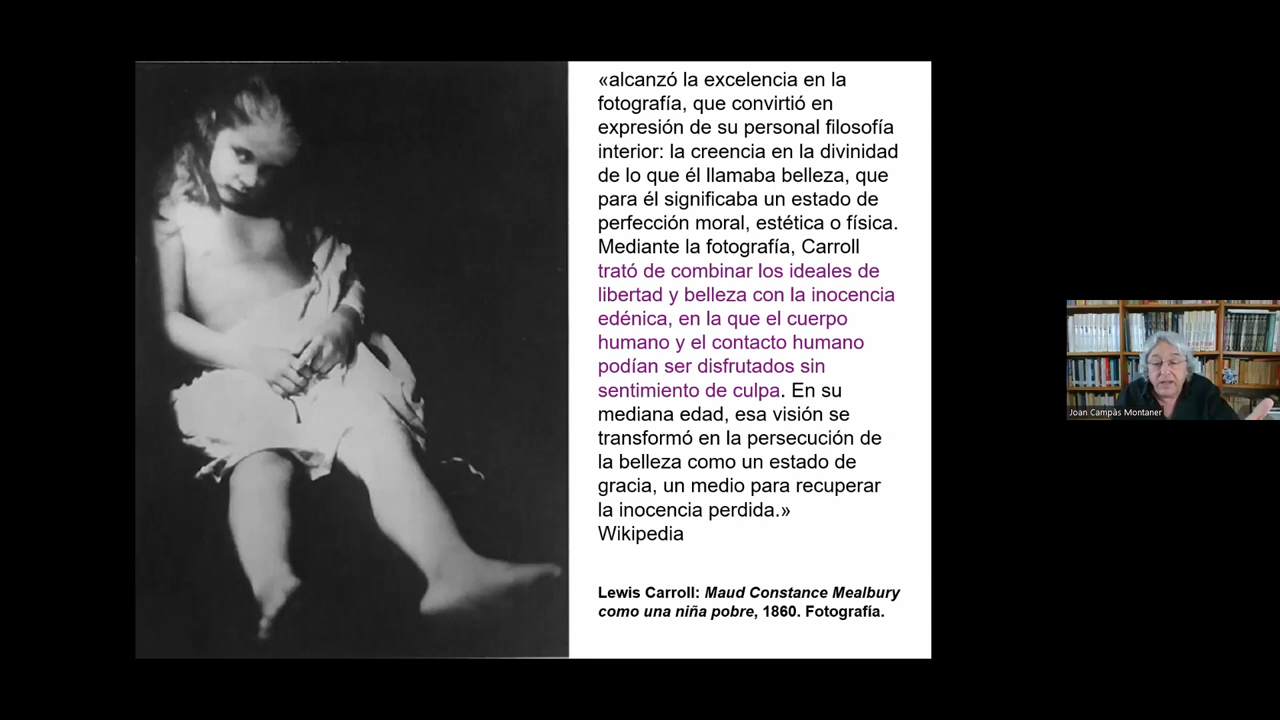 «alcanzó la excelencia en la
fotografía, que convirtió en
expresión de su personal filosofía
interior: la creencia en la divinidad
de lo que él llamaba belleza, que
para él significaba un estado de
perfección moral, estética o física.
Mediante la fotografía, Carroll
trató de combinar los ideales de
libertad y belleza con la inocencia
edénica, en la que el cuerpo
humano y el contacto humano
podían ser disfrutados sin
sentimiento de culpa. En su
mediana edad, esa visión se
transformó en la persecución de
la belleza como un estado de
gracia, un medio para recuperar
la inocencia perdida.»
Wikipedia
Lewis Carroll: Maud Constance Mealbury
como una niña pobre, 1860. Fotografía.
Joan Campàs Montaner